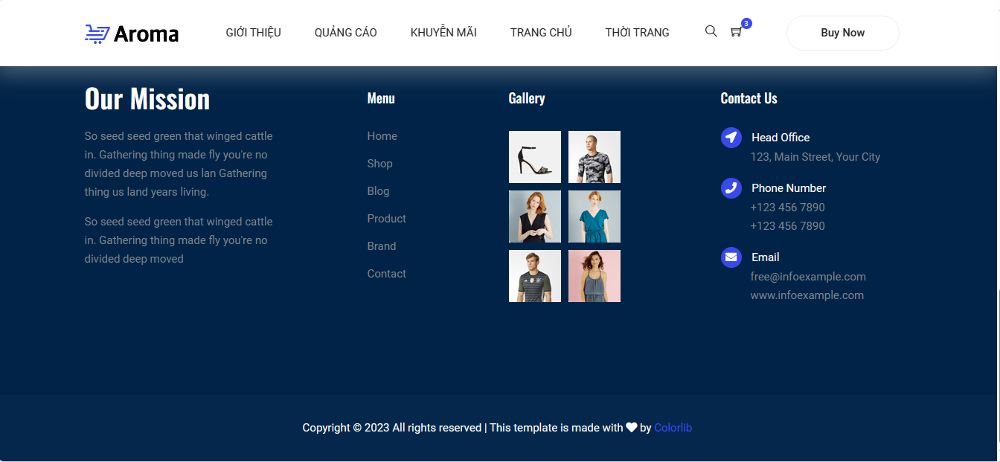 Aroma
GIỚI THIỆU
QUẢNG CÁO
KHUYẾN MÃI
TRANG CHỦ
THỜI TRANG
3
Buy Now
Our Mission
So seed seed green that winged cattle
in. Gathering thing made fly you're no
divided deep moved us lan Gathering
thing us land years living.
So seed seed green that winged cattle
in. Gathering thing made fly you're no
divided deep moved
Menu
Home
Shop
Blog
Product
Brand
Contact
Gallery
Contact Us
Head Office
123, Main Street, Your City
Phone Number
+123 456 7890
+123 456 7890
Email
free@infoexample.com
www.infoexample.com
Copyright © 2023 All rights reserved | This template is made with ♥ by Colorlib